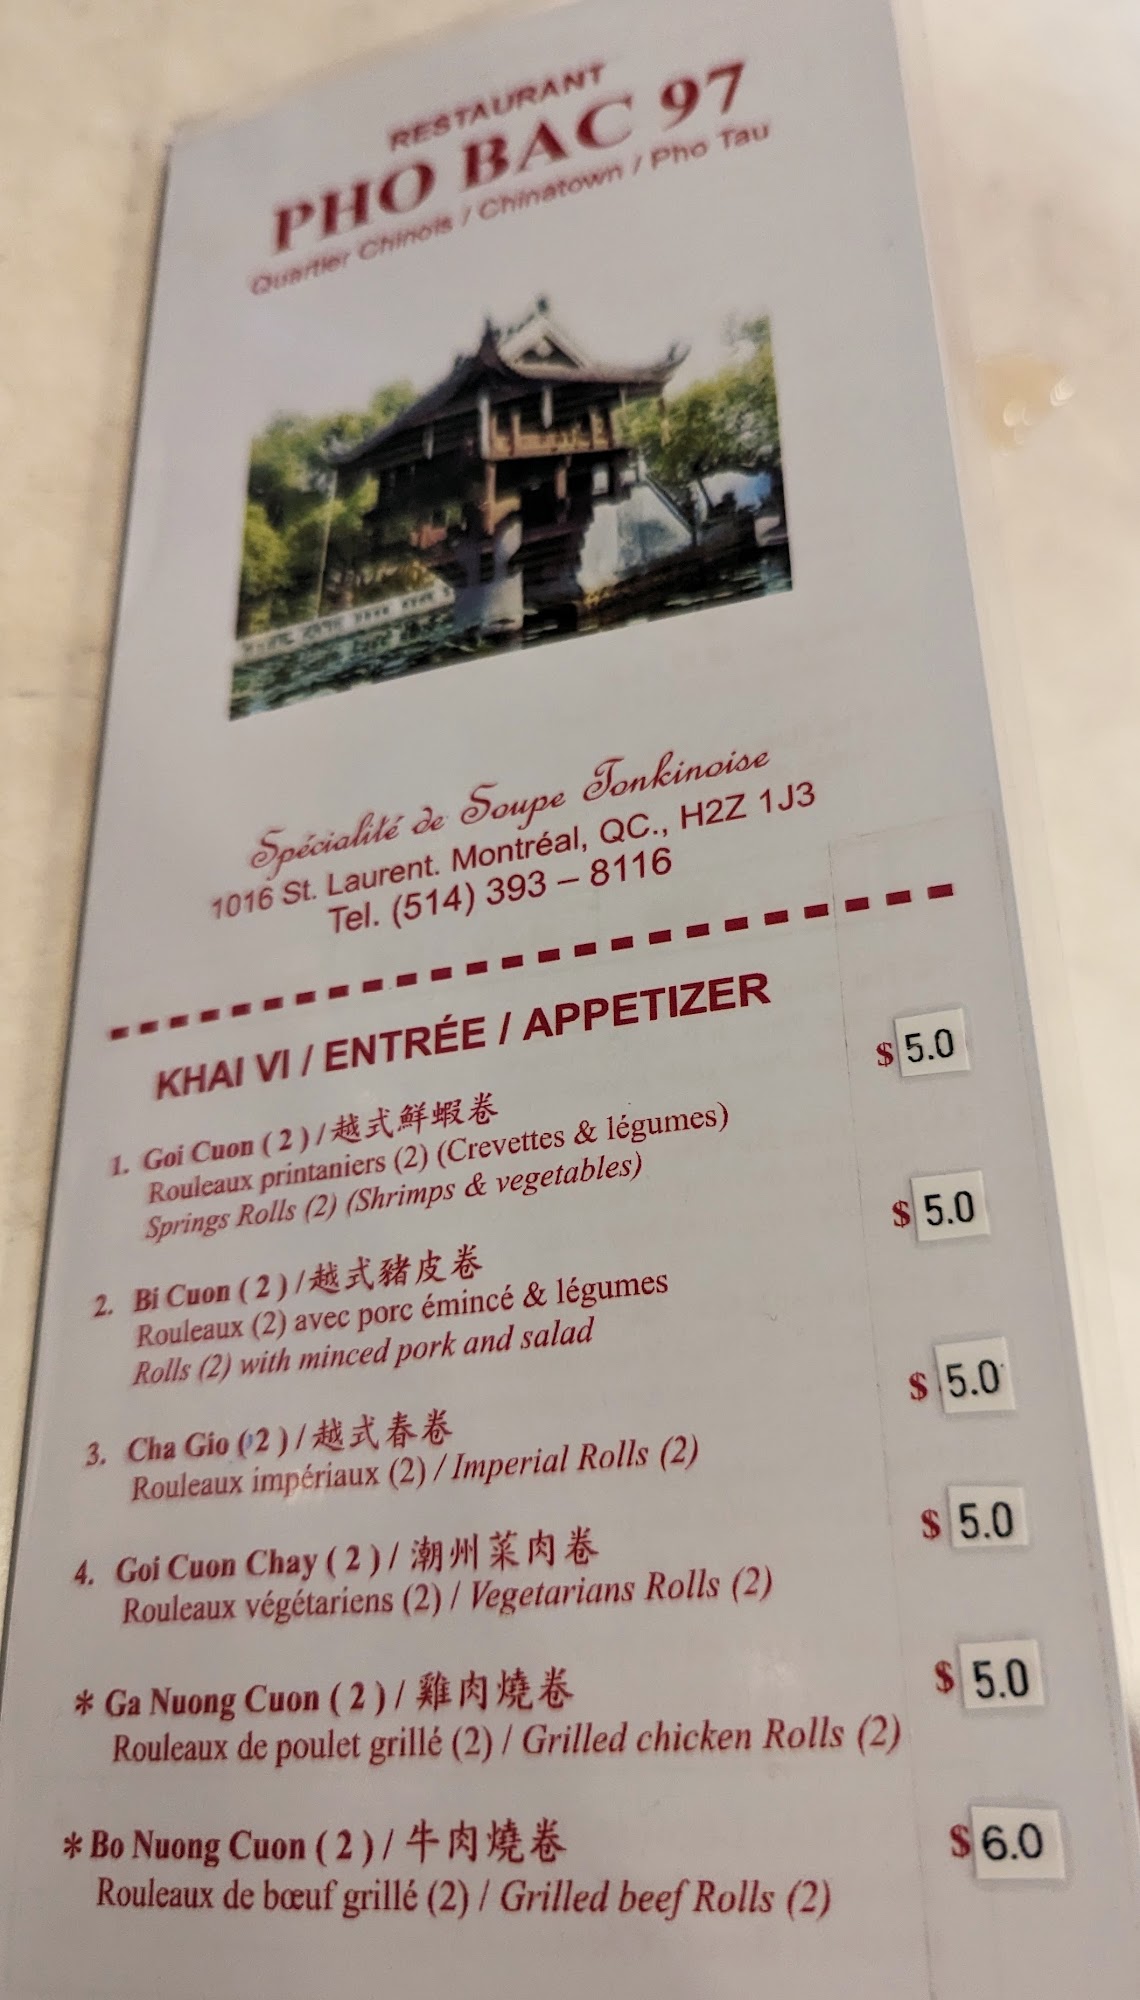 RESTAURANT
PHO BAC 97
Quartier Chinois / Chinatown / Pho Tau
Spécialité de Soupe Tonkinoise
1016 St. Laurent. Montréal, QC., H2Z 1J3
Tel. (514) 393 – 8116
KHAI VI / ENTRÉE / APPETIZER
$ 5.0
1. Goi Cuon ( 2 ) / 越式鮮蝦卷
Rouleaux printaniers (2) (Crevettes & légumes)
Springs Rolls (2) (Shrimps & vegetables)
$ 5.0
2. Bi Cuon ( 2 ) / 越式豬皮卷
Rouleaux (2) avec porc émincé & légumes
Rolls (2) with minced pork and salad
$ 5.0
3. Cha Gio ( 2 ) / 越式春卷
Rouleaux impériaux (2) / Imperial Rolls (2)
$ 5.0
4. Goi Cuon Chay ( 2 ) / 潮州菜肉卷
Rouleaux végétariens (2) / Vegetarians Rolls (2)
$ 5.0
* Ga Nuong Cuon ( 2 ) / 雞肉燒卷
Rouleaux de poulet grillé (2) / Grilled chicken Rolls (2)
$ 6.0
* Bo Nuong Cuon ( 2 ) / 牛肉燒卷
Rouleaux de bœuf grillé (2) / Grilled beef Rolls (2)